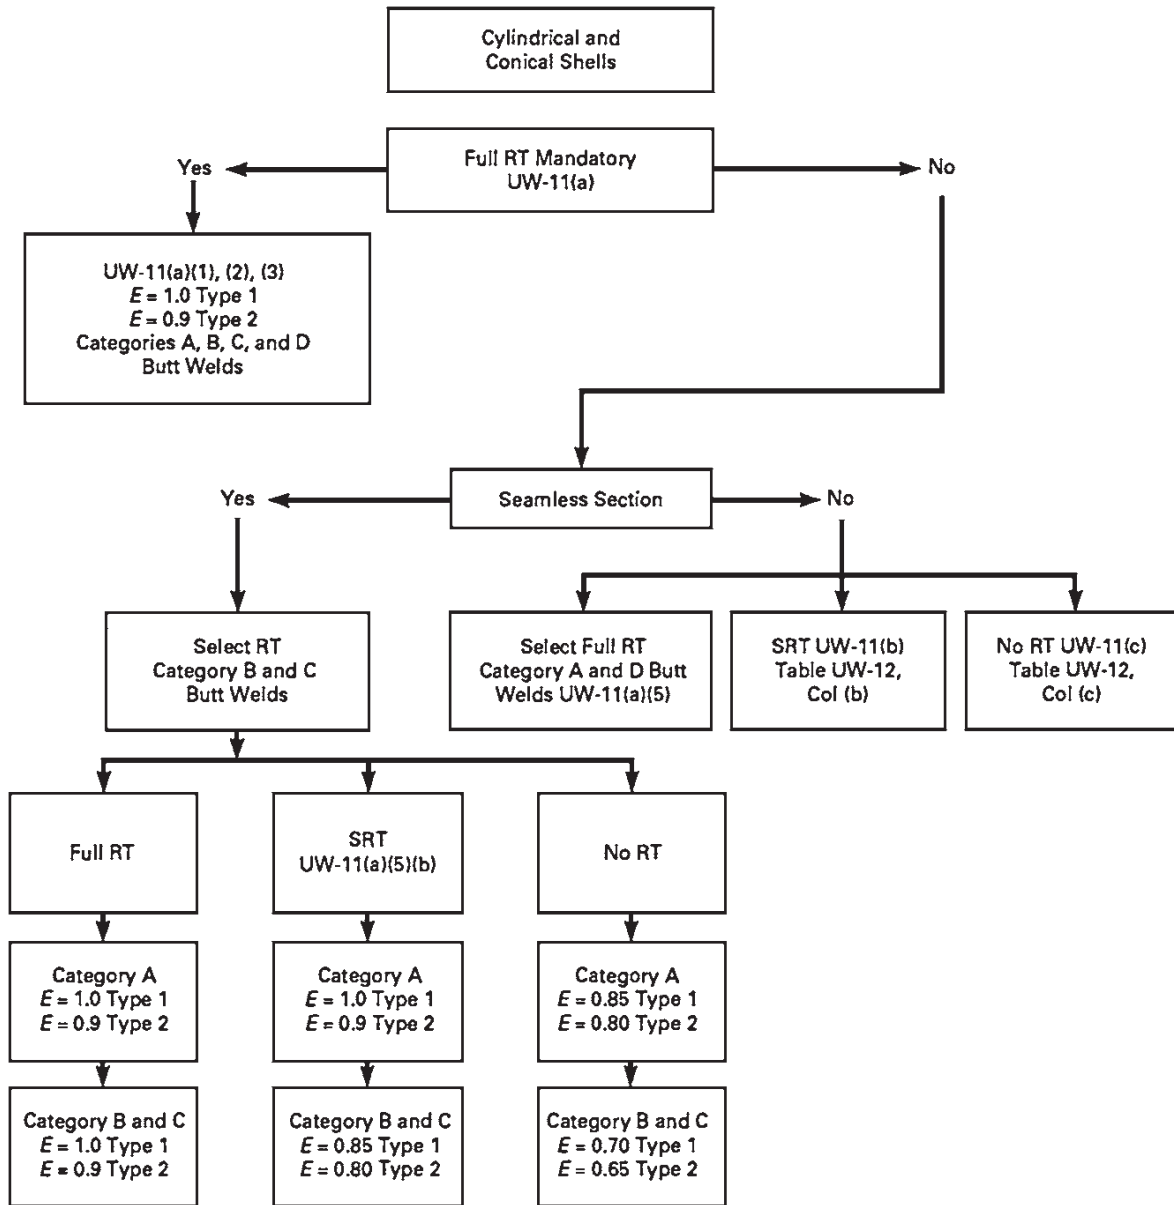 Cylindrical and
Conical Shells
Full RT Mandatory
UW-11(a)
Yes
No
UW-11(a)(1), (2), (3)
E = 1.0 Type 1
E = 0.9 Type 2
Categories A, B, C, and D
Butt Welds
Seamless Section
Yes
No
Select RT
Category B and C
Butt Welds
Select Full RT
Category A and D Butt
Welds UW-11(a)(5)
SRT UW-11(b)
Table UW-12,
Col (b)
No RT UW-11(c)
Table UW-12,
Col (c)
Full RT
SRT
UW-11(a)(5)(b)
No RT
Category A
E = 1.0 Type 1
E = 0.9 Type 2
Category A
E = 1.0 Type 1
E = 0.9 Type 2
Category A
E = 0.85 Type 1
E = 0.80 Type 2
Category B and C
E = 1.0 Type 1
E = 0.9 Type 2
Category B and C
E = 0.85 Type 1
E = 0.80 Type 2
Category B and C
E = 0.70 Type 1
E = 0.65 Type 2